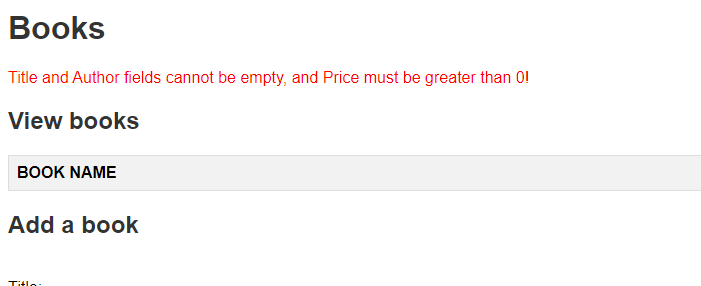 Books
Title and Author fields cannot be empty, and Price must be greater than 0!
View books
BOOK NAME
Add a book
Title: